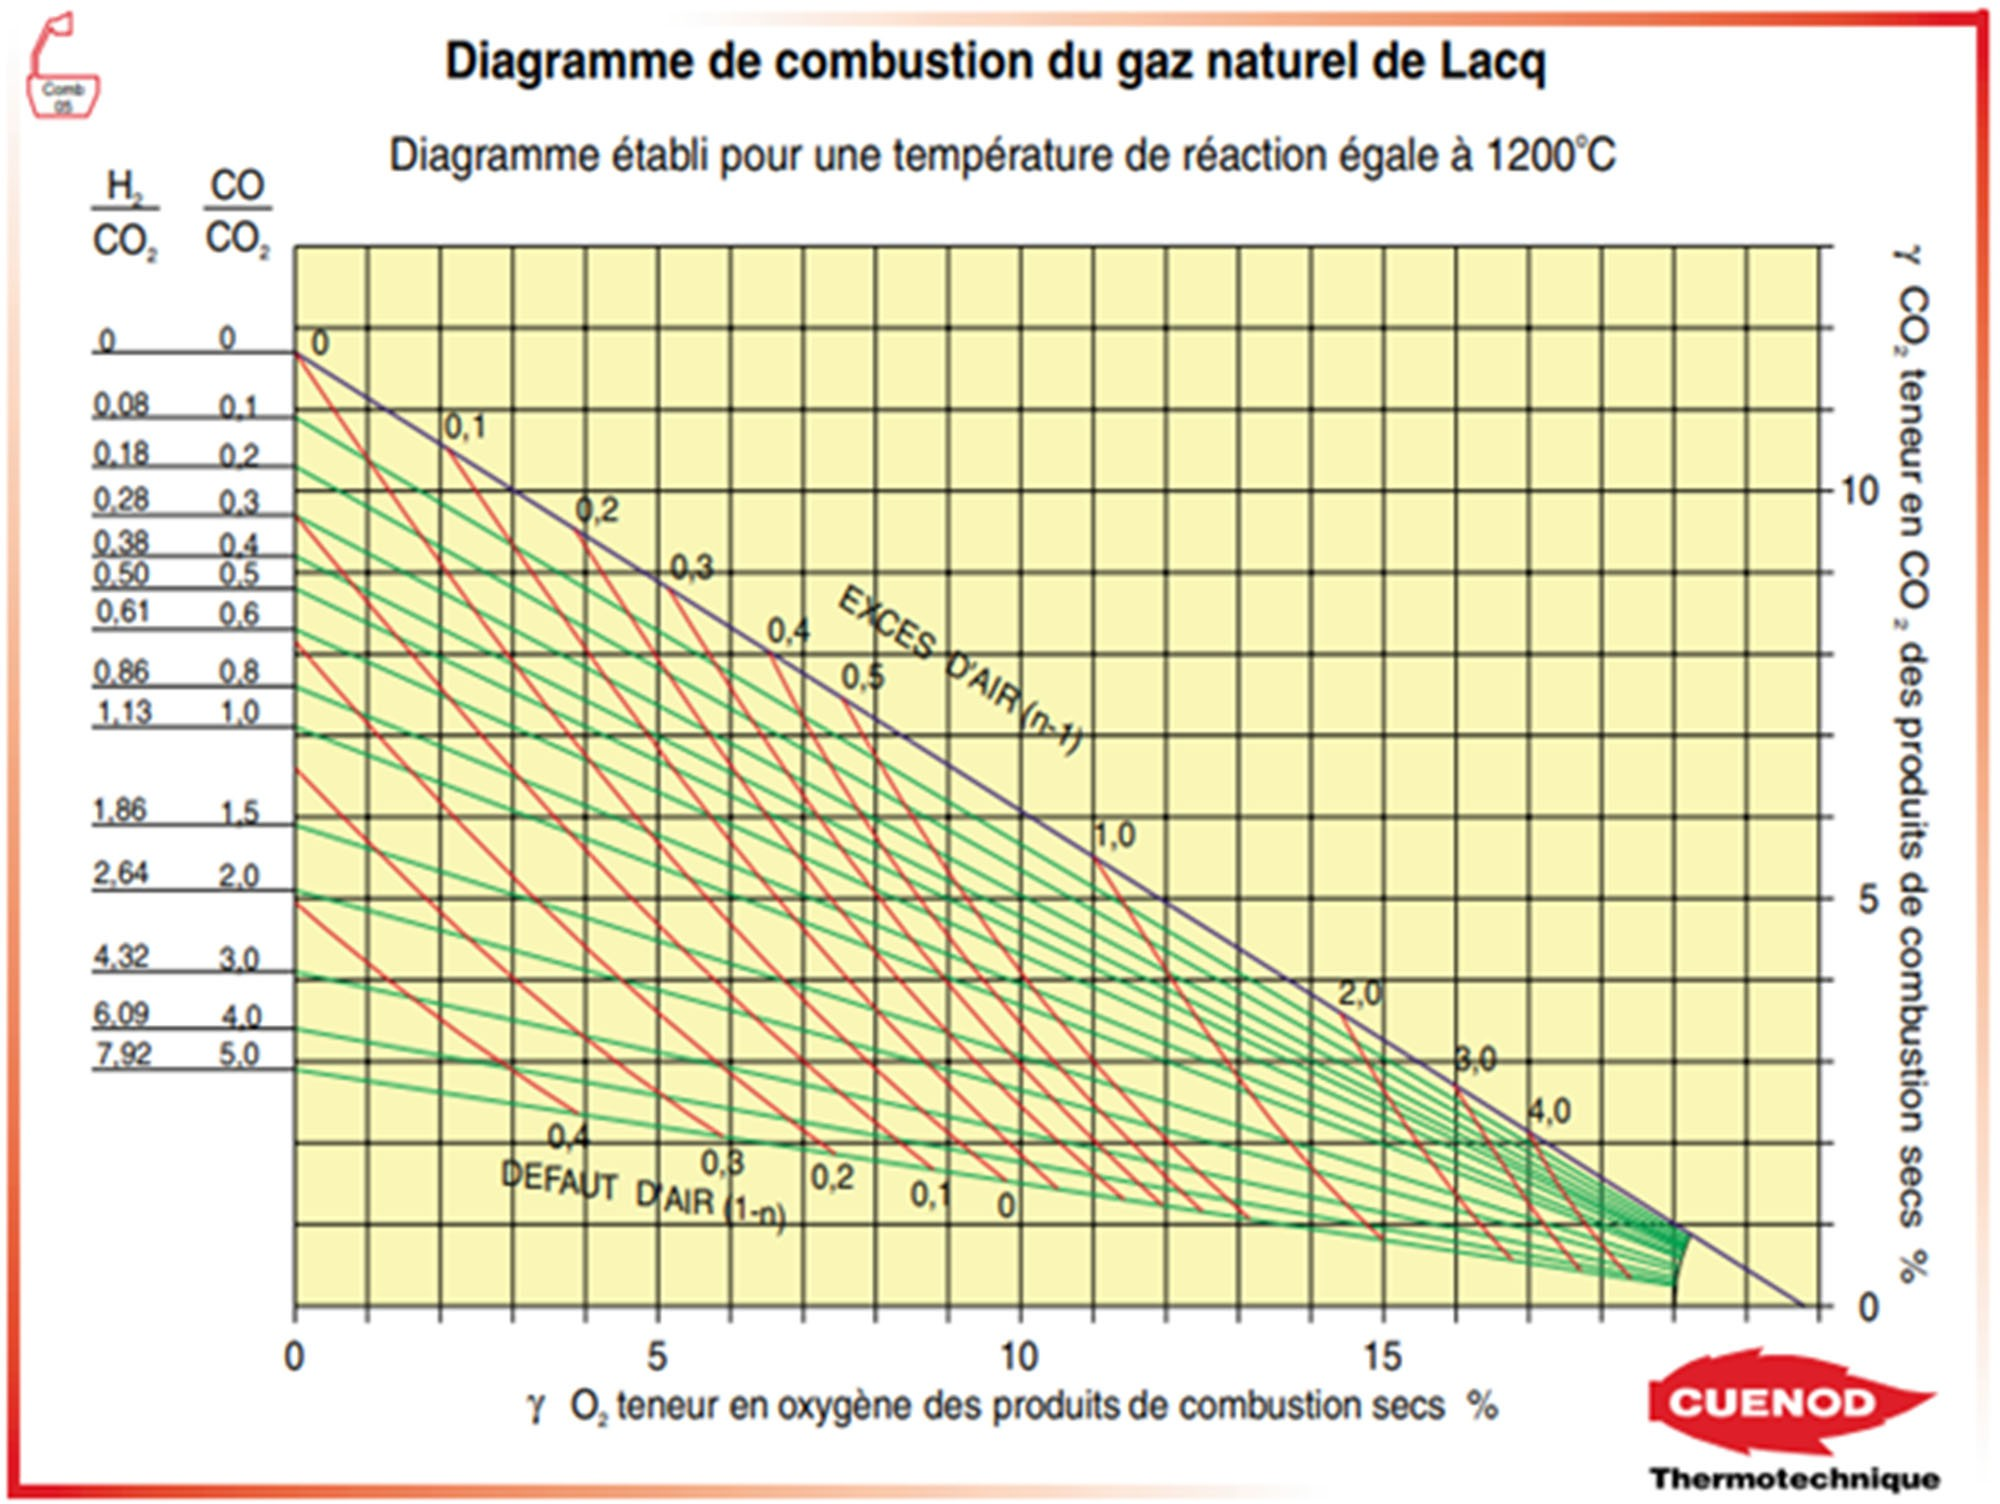 Comb
05
Diagramme de combustion du gaz naturel de Lacq
Diagramme établi pour une température de réaction égale à 1200°C
H₂ CO
CO₂ CO₂
0 0
0,08 0,1
0,18 0,2
0,28 0,3
0,38 0,4
0,50 0,5
0,61 0,6
0,86 0,8
1,13 1,0
1,86 1,5
2,64 2,0
4,32 3,0
6,09 4,0
7,92 5,0
0
0,1
0,2
0,3
0,4
0,5
1,0
2,0
3,0
4,0
EXCES D'AIR (n-1)
0,4
0,3
0,2
0,1
0
DEFAUT D'AIR (1-n)
10
5
0
γ CO₂ teneur en CO₂ des produits de combustion secs %
0 5 10 15
γ O₂ teneur en oxygène des produits de combustion secs %
CUENOD
Thermotechnique